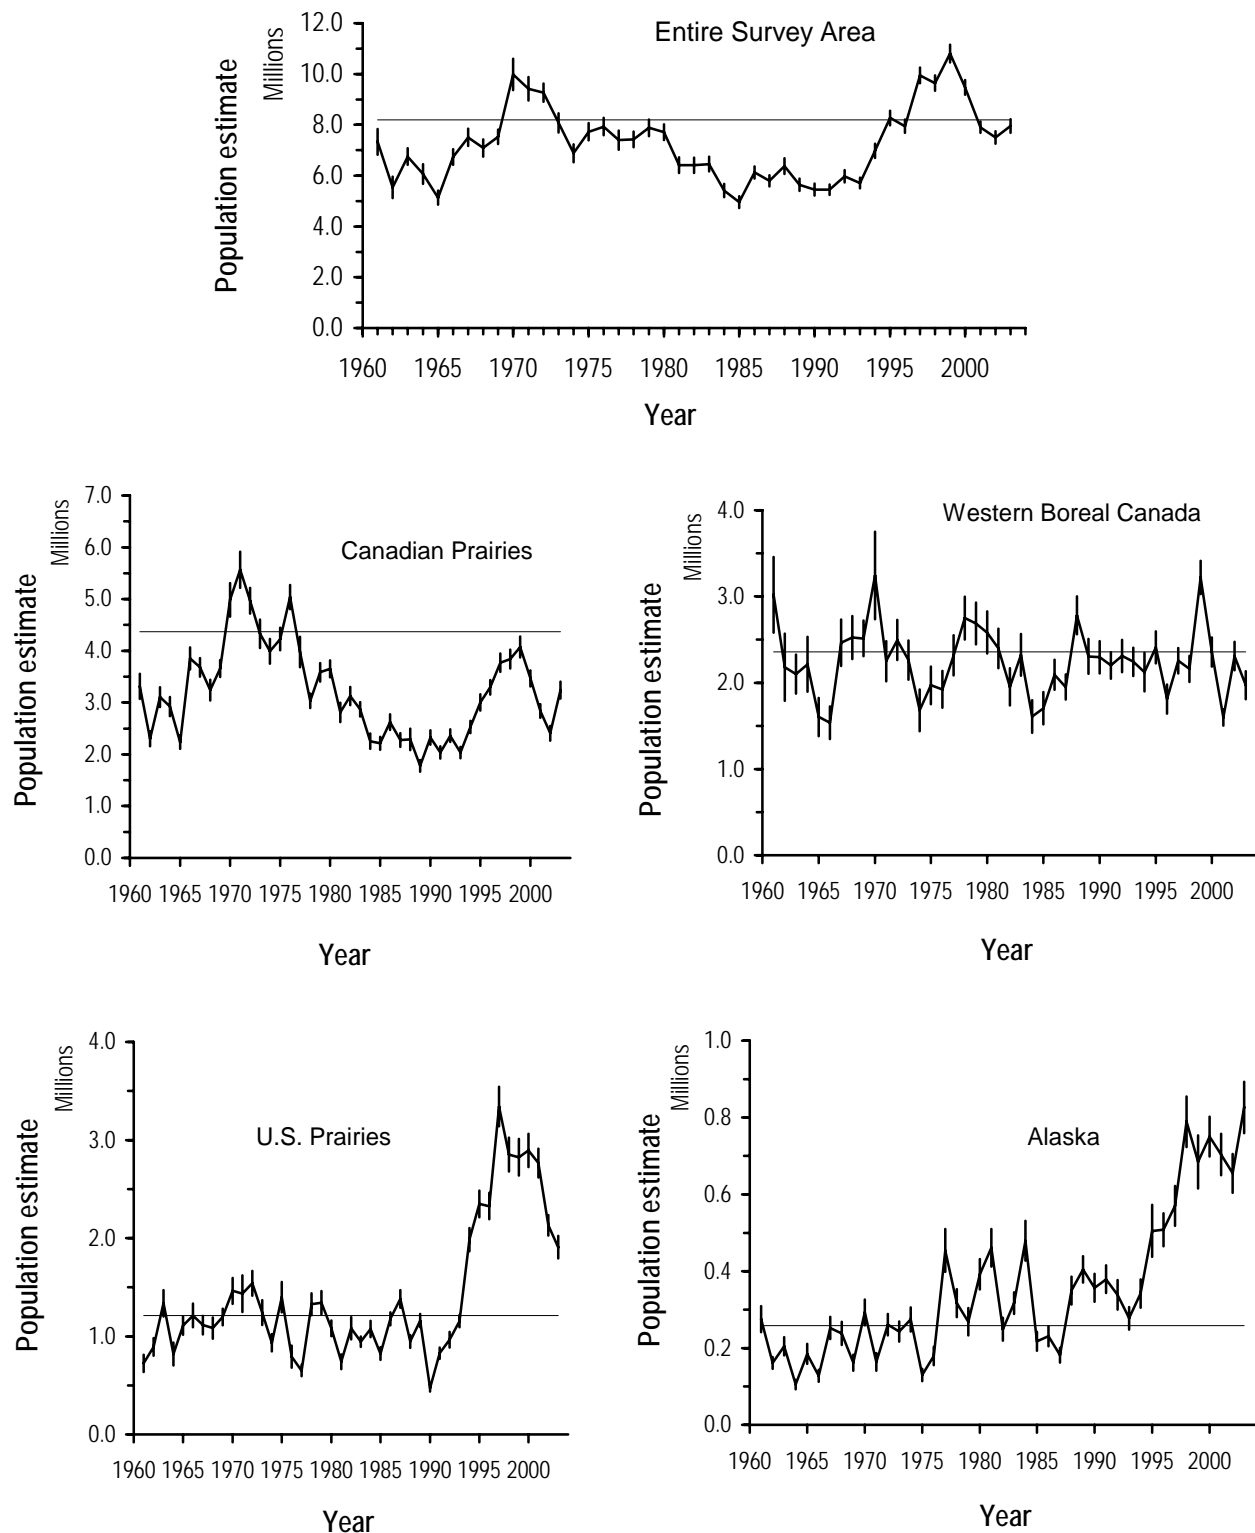 Entire Survey Area
Population estimate
Millions
12.0
10.0
8.0
6.0
4.0
2.0
0.0
1960 1965 1970 1975 1980 1985 1990 1995 2000
Year
Canadian Prairies
Population estimate
Millions
7.0
6.0
5.0
4.0
3.0
2.0
1.0
0.0
1960 1965 1970 1975 1980 1985 1990 1995 2000
Year
Western Boreal Canada
Population estimate
Millions
4.0
3.0
2.0
1.0
0.0
1960 1965 1970 1975 1980 1985 1990 1995 2000
Year
U.S. Prairies
Population estimate
Millions
4.0
3.0
2.0
1.0
0.0
1960 1965 1970 1975 1980 1985 1990 1995 2000
Year
Alaska
Population estimate
Millions
1.0
0.8
0.6
0.4
0.2
0.0
1960 1965 1970 1975 1980 1985 1990 1995 2000
Year